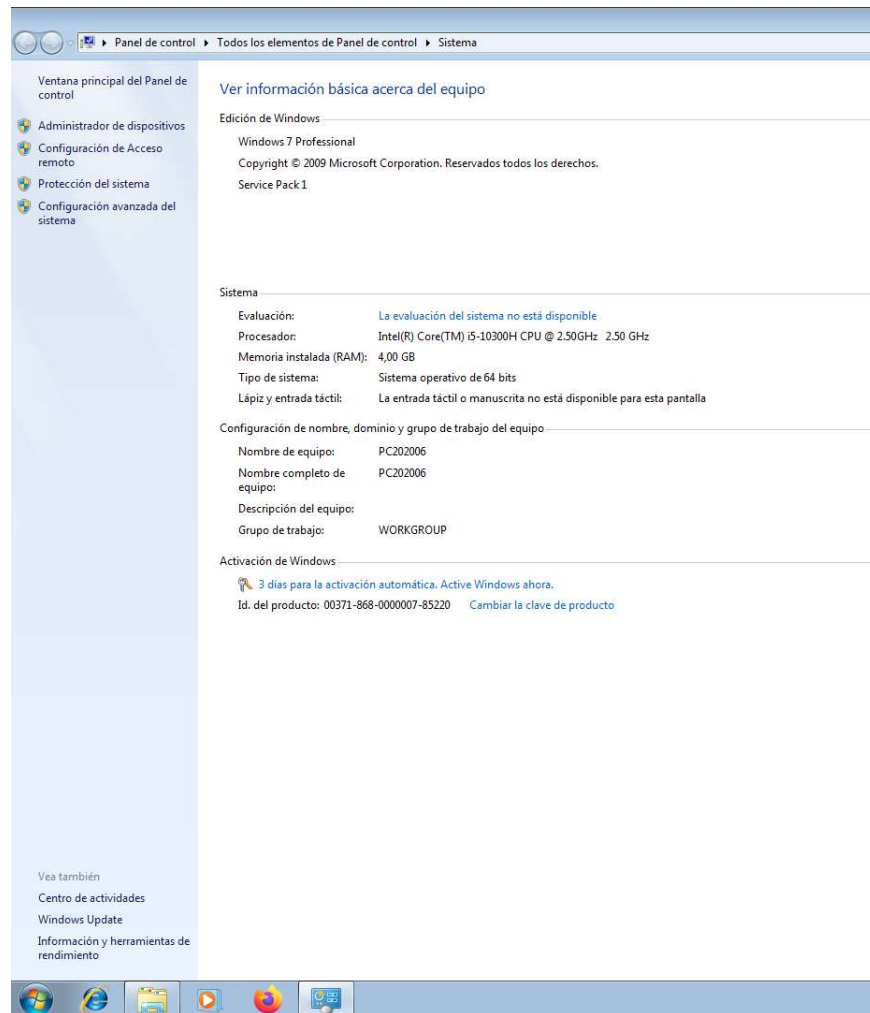 Panel de control ▸ Todos los elementos de Panel de control ▸ Sistema
Ventana principal del Panel de
control
Administrador de dispositivos
Configuración de Acceso
remoto
Protección del sistema
Configuración avanzada del
sistema
Ver información básica acerca del equipo
Edición de Windows
Windows 7 Professional
Copyright © 2009 Microsoft Corporation. Reservados todos los derechos.
Service Pack 1
Sistema
Evaluación: La evaluación del sistema no está disponible
Procesador: Intel(R) Core(TM) i5-10300H CPU @ 2.50GHz 2.50 GHz
Memoria instalada (RAM): 4,00 GB
Tipo de sistema: Sistema operativo de 64 bits
Lápiz y entrada táctil: La entrada táctil o manuscrita no está disponible para esta pantalla
Configuración de nombre, dominio y grupo de trabajo del equipo
Nombre de equipo: PC202006
Nombre completo de PC202006
equipo:
Descripción del equipo:
Grupo de trabajo: WORKGROUP
Activación de Windows
3 días para la activación automática. Active Windows ahora.
Id. del producto: 00371-868-0000007-85220 Cambiar la clave de producto
Vea también
Centro de actividades
Windows Update
Información y herramientas de
rendimiento